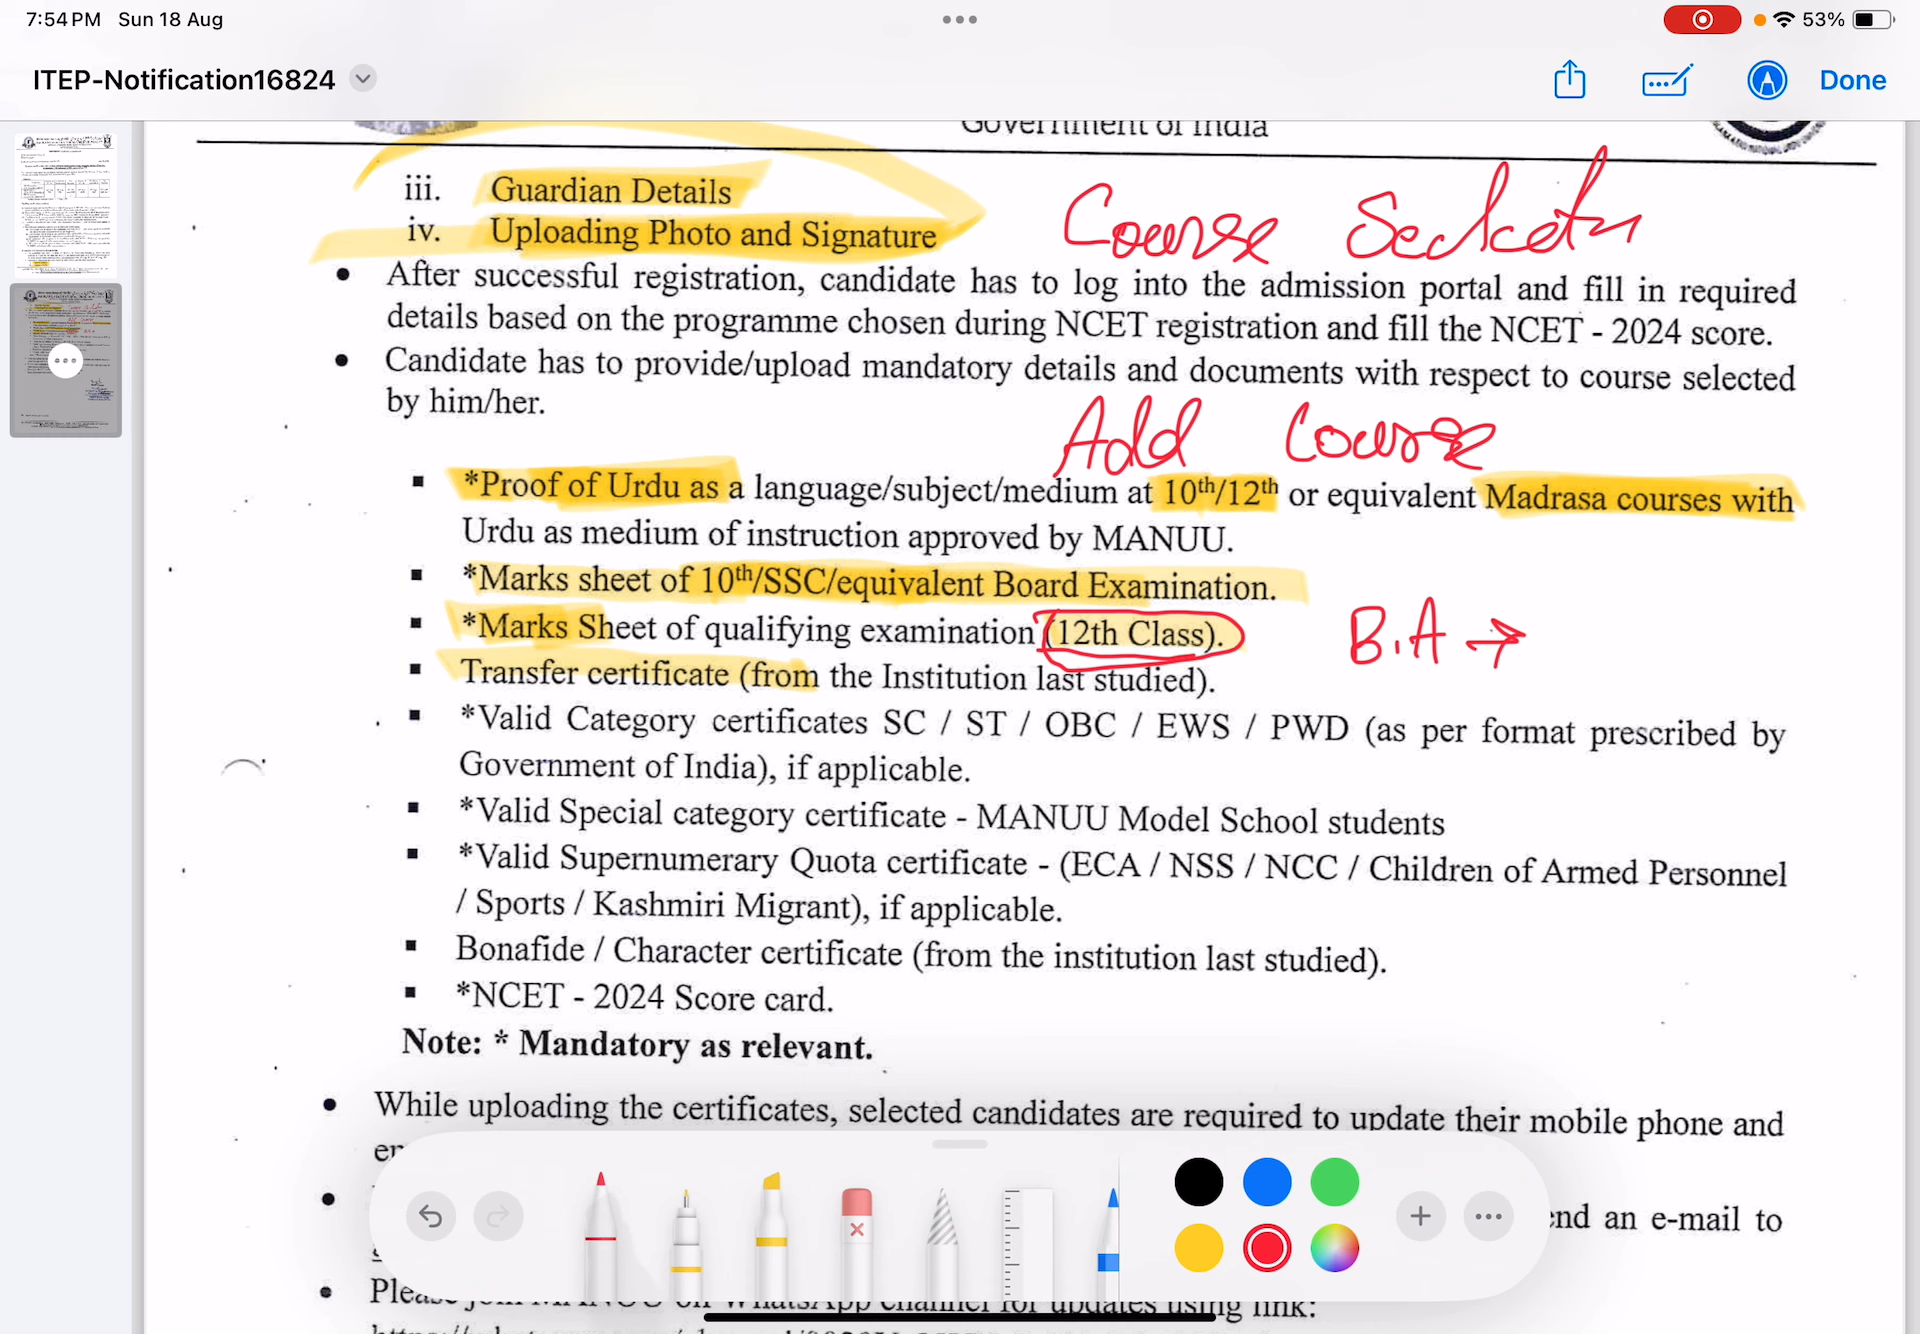 7:54 PM Sun 18 Aug
53%
ITEP-Notification16824
Done
Government of India
iii. Guardian Details
iv. Uploading Photo and Signature
Course
• After successful registration, candidate has to log into the admission portal and fill in required
details based on the programme chosen during NCET registration and fill the NCET - 2024 score.
• Candidate has to provide/upload mandatory details and documents with respect to course selected
by him/her.
Add Course
▪ *Proof of Urdu as a language/subject/medium at 10th/12th or equivalent Madrasa courses with
Urdu as medium of instruction approved by MANUU.
▪ *Marks sheet of 10th/SSC/equivalent Board Examination.
▪ *Marks Sheet of qualifying examination (12th Class).
B.A →
▪ Transfer certificate (from the Institution last studied).
▪ *Valid Category certificates SC / ST / OBC / EWS / PWD (as per format prescribed by
Government of India), if applicable.
▪ *Valid Special category certificate - MANUU Model School students
▪ *Valid Supernumerary Quota certificate - (ECA / NSS / NCC / Children of Armed Personnel
/ Sports / Kashmiri Migrant), if applicable.
▪ Bonafide / Character certificate (from the institution last studied).
▪ *NCET - 2024 Score card.
Note: * Mandatory as relevant.
• While uploading the certificates, selected candidates are required to update their mobile phone and
an e-mail to
• Please join MANUU on WhatsApp channel for updates using link: